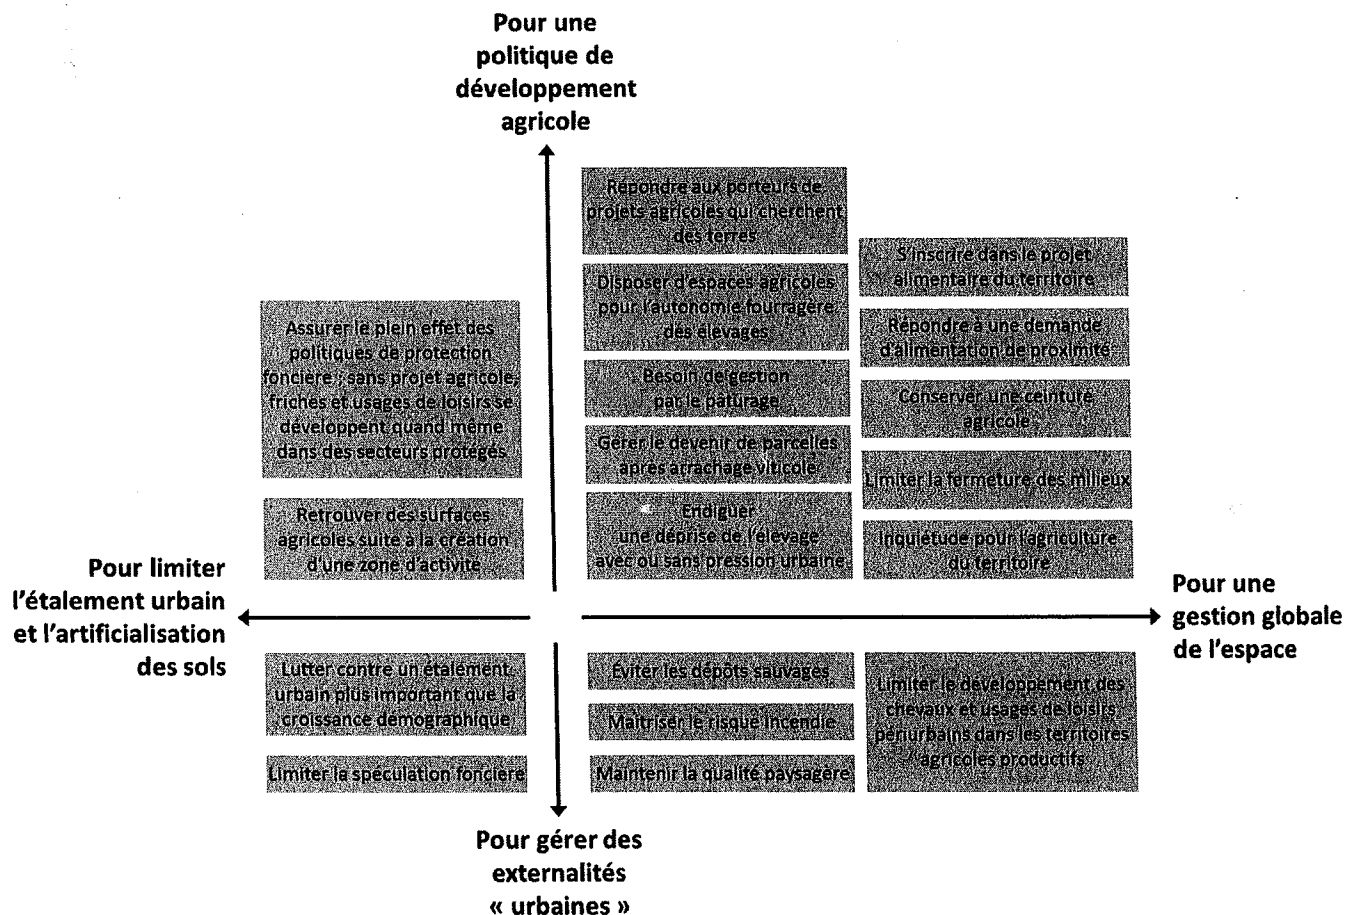 Pour une
politique de
développement
agricole
Répondre aux porteurs de
projets agricoles qui cherchent
des terres
S'inscrire dans le projet
alimentaire du territoire
Disposer d'espaces agricoles
pour l'autonomie fourragère
des élevages
Assurer le plein effet des
politiques de protection
foncière : sans projet agricole,
friches et usages de loisirs se
développent quand même
dans des secteurs protégés
Répondre à une demande
d'alimentation de proximité
Besoin de gestion
par le pâturage
Conserver une ceinture
agricole
Gérer le devenir de parcelles
après arrachage viticole
Limiter la fermeture des milieux
Retrouver des surfaces
agricoles suite à la création
d'une zone d'activité
Endiguer
une déprise de l'élevage
avec ou sans pression urbaine
Inquiétude pour l'agriculture
du territoire
Pour limiter
l'étalement urbain
et l'artificialisation
des sols
Pour une
gestion globale
de l'espace
Lutter contre un étalement
urbain plus important que la
croissance démographique
Limiter la spéculation foncière
Éviter les dépôts sauvages
Maîtriser le risque incendie
Maintenir la qualité paysagère
Limiter le développement des
chevaux et usages de loisirs
périurbains dans les territoires
agricoles productifs
Pour gérer des
externalités
« urbaines »